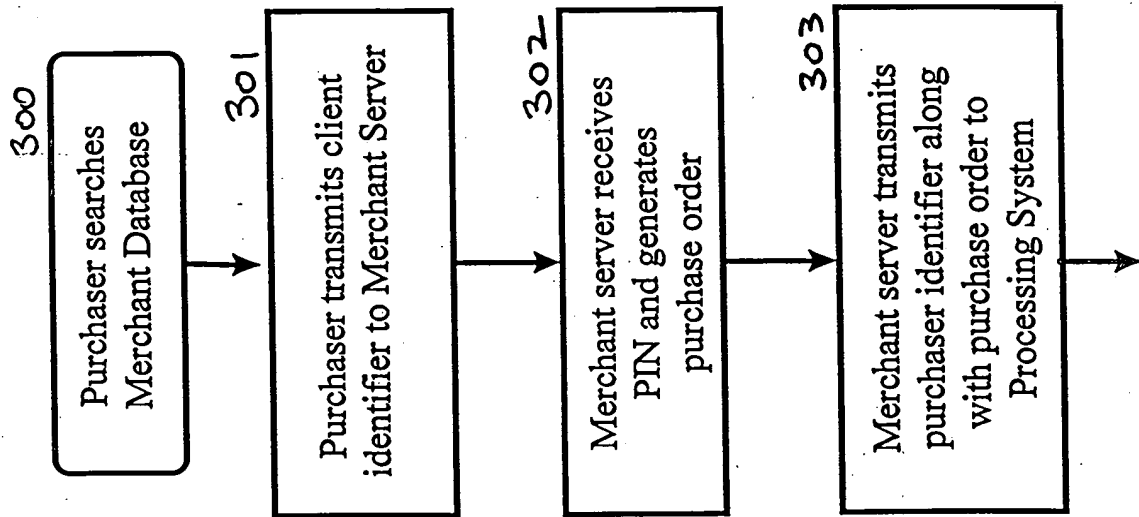 300
Purchaser searches
Merchant Database
301
Purchaser transmits client
identifier to Merchant Server
302
Merchant server receives
PIN and generates
purchase order
303
Merchant server transmits
purchaser identifier along
with purchase order to
Processing System